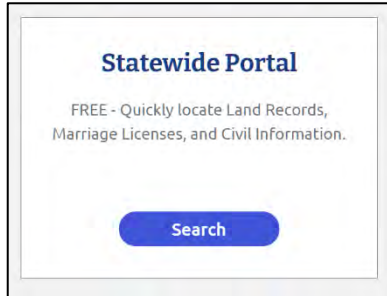 Statewide Portal
FREE - Quickly locate Land Records,
Marriage Licenses, and Civil Information.
Search